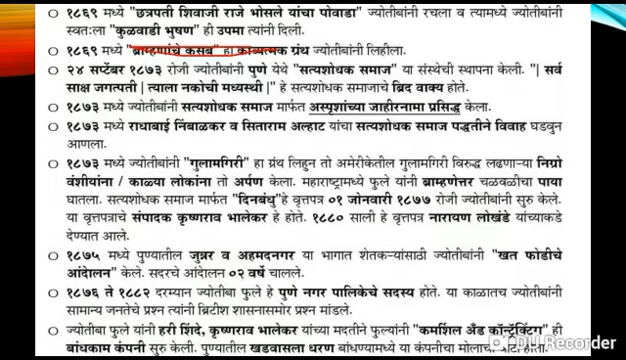 ○ १८६९ मध्ये "छत्रपती शिवाजी राजे भोसले यांचा पोवाडा" ज्योतीबांनी रचला व त्यामध्ये ज्योतीबांनी
स्वतःला "कुळवाडी भुषण" ही उपमा त्यांनी दिली.
○ १८६९ मध्ये "ब्राम्हणांचे कसब" हा काव्यत्मक ग्रंथ ज्योतीबांनी लिहीला.
○ २४ सप्टेंबर १८७३ रोजी ज्योतीबांनी पुणे येथे "सत्यशोधक समाज" या संस्थेची स्थापना केली. "| सर्व
साक्ष जगत्पती | त्याला नकोची मध्यस्थी |" हे सत्यशोधक समाजाचे ब्रिद वाक्य होते.
○ १८७३ मध्ये ज्योतीबांनी सत्यशोधक समाज मार्फत अस्पृशांच्या जाहीरनामा प्रसिद्ध केला.
○ १८७३ मध्ये राधाबाई निंबाळकर व सिताराम अल्हाट यांचा सत्यशोधक समाज पद्धतीने विवाह घडवुन
आणला.
○ १८७३ मध्ये ज्योतीबांनी "गुलामगिरी" हा ग्रंथ लिहुन तो अमेरीकेतील गुलामगीरी विरुद्ध लढणाऱ्या निग्रो
वंशीयांना / काळ्या लोकांना तो अर्पण केला. महाराष्ट्रामध्ये फुले यांनी ब्राम्हणेत्तर चळवळीचा पाया
घातला. सत्यशोधक समाज मार्फत "दिनबंधु" हे वृत्तपत्र ०१ जोनवारी १८७७ रोजी ज्योतीबांनी सुरु केले.
या वृत्तपत्राचे संपादक कृष्णराव भालेकर हे होते. १८८० साली हे वृत्तपत्र नारायण लोखंडे यांच्याकडे
देण्यात आले.
○ १८७५ मध्ये पुण्यातील जुन्नर व अहमदनगर या भागात शेतकऱ्यांसाठी ज्योतीबांनी "खत फोडीचे
आंदोलन" केले. सदरचे आंदोलन ०२ वर्षे चालले.
○ १८७६ ते १८८२ दरम्यान ज्योतीबा फुले हे पुणे नगर पालिकेचे सदस्य होते. या काळातच ज्योतीबांनी
सामान्य जनतेचे प्रश्न त्यांनी ब्रिटीश शासनासमोर प्रश्न मांडले.
○ ज्योतीबा फुले यांनी हरी शिंदे, कृष्णराव भालेकर यांच्या मदतीने फुल्यांनी "कमर्शिल अँड कॉन्ट्रॅक्टिंग" ही
बांधकाम कंपनी सुरु केली. पुण्यातील खडवासला धरण बांधण्यामध्ये या कंपनीचा मोलाचा
DU Recorder